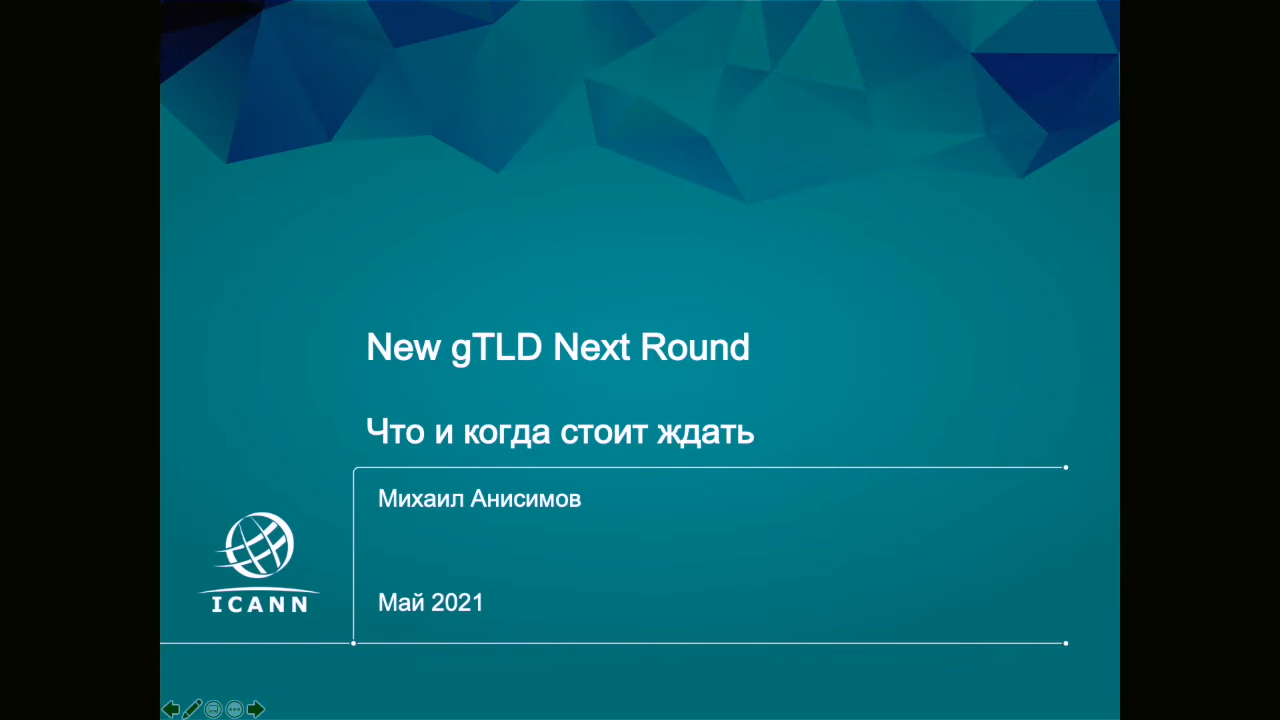 New gTLD Next Round
Что и когда стоит ждать
Михаил Анисимов
ICANN
Май 2021